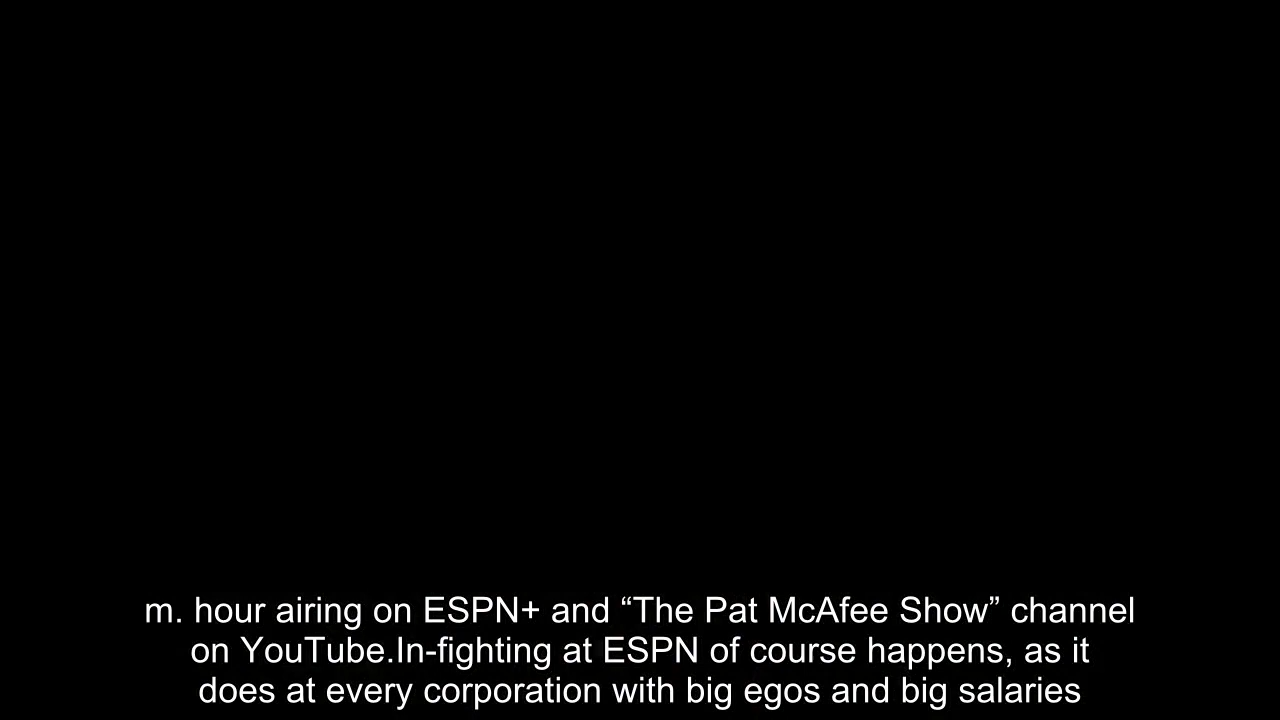 m. hour airing on ESPN+ and “The Pat McAfee Show” channel
on YouTube.In-fighting at ESPN of course happens, as it
does at every corporation with big egos and big salaries